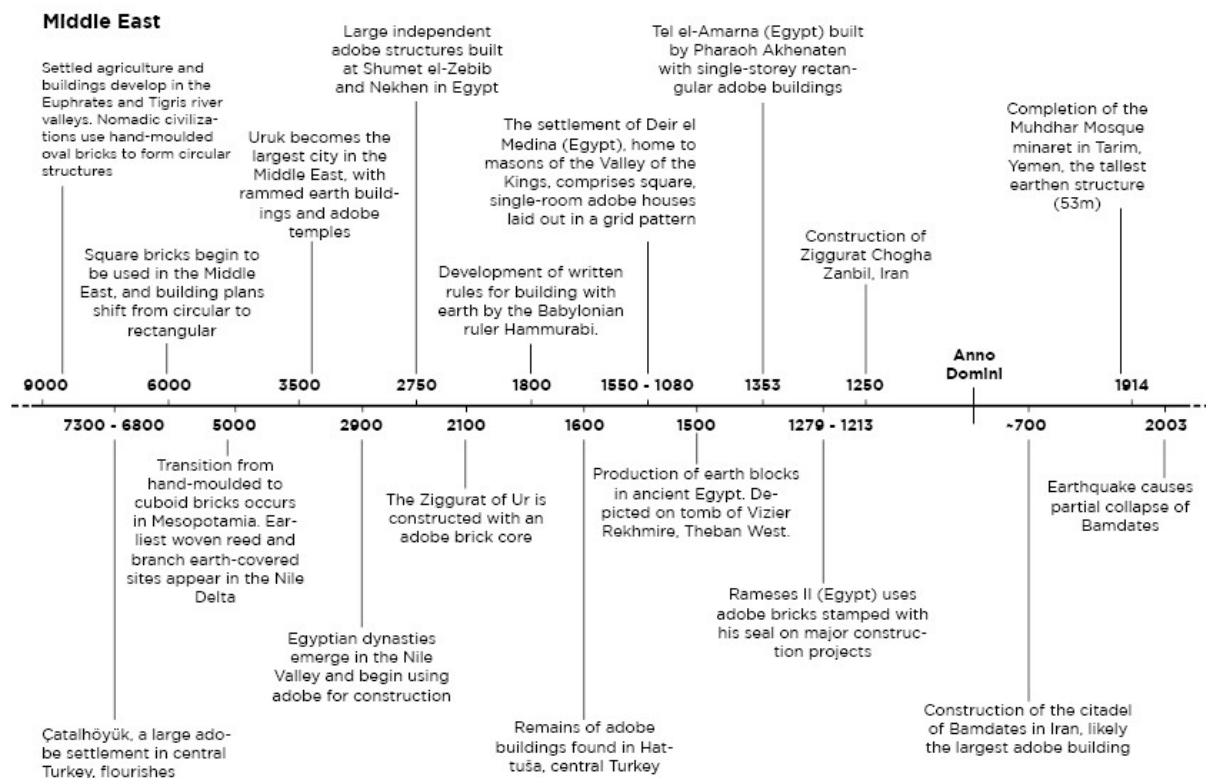 Middle East
Settled agriculture and
buildings develop in the
Euphrates and Tigris river
valleys. Nomadic civiliza-
tions use hand-moulded
oval bricks to form circular
structures
Square bricks begin to
be used in the Middle
East, and building plans
shift from circular to
rectangular
Uruk becomes the
largest city in the
Middle East, with
rammed earth build-
ings and adobe
temples
Large independent
adobe structures built
at Shumet el-Zebib
and Nekhen in Egypt
Development of written
rules for building with
earth by the Babylonian
ruler Hammurabi.
The settlement of Deir el
Medina (Egypt), home to
masons of the Valley of the
Kings, comprises square,
single-room adobe houses
laid out in a grid pattern
Tel el-Amarna (Egypt) built
by Pharaoh Akhenaten
with single-storey rectan-
gular adobe buildings
Construction of
Ziggurat Chogha
Zanbil, Iran
Anno
Domini
Completion of the
Muhdhar Mosque
minaret in Tarim,
Yemen, the tallest
earthen structure
(53m)
9000 6000 3500 2750 1800 1550 - 1080 1353 1250 1914
7300 - 6800 5000 2900 2100 1600 1500 1279 - 1213 ~700 2003
Çatalhöyük, a large ado-
be settlement in central
Turkey, flourishes
Transition from
hand-moulded to
cuboid bricks occurs
in Mesopotamia. Ear-
liest woven reed and
branch earth-covered
sites appear in the Nile
Delta
Egyptian dynasties
emerge in the Nile
Valley and begin using
adobe for construction
The Ziggurat of Ur is
constructed with an
adobe brick core
Remains of adobe
buildings found in Hat-
tuša, central Turkey
Production of earth blocks
in ancient Egypt. De-
picted on tomb of Vizier
Rekhmire, Theban West.
Rameses II (Egypt) uses
adobe bricks stamped with
his seal on major construc-
tion projects
Construction of the citadel
of Bamdates in Iran, likely
the largest adobe building
Earthquake causes
partial collapse of
Bamdates